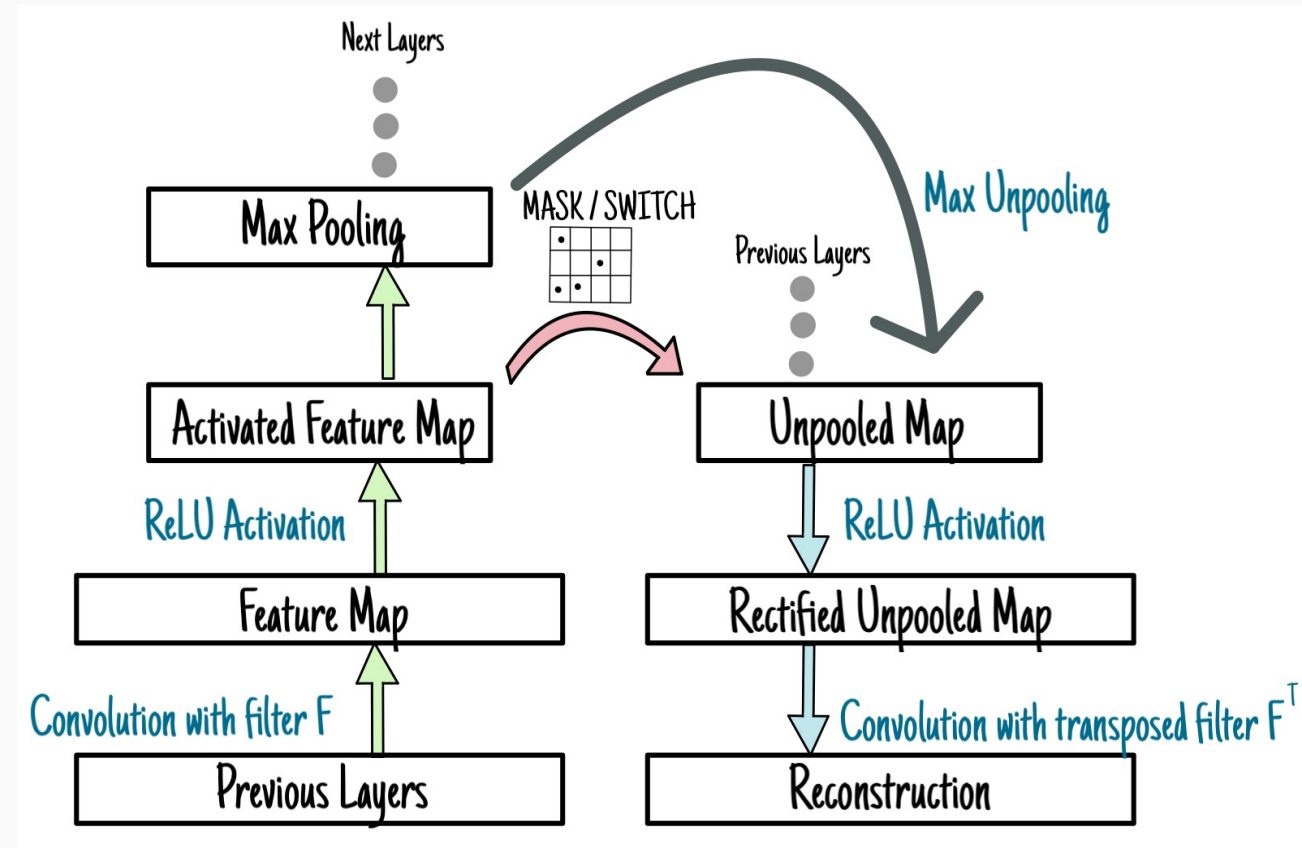 Next Layers
Max Pooling
MASK / SWITCH
Max Unpooling
Previous Layers
Activated Feature Map
Unpooled Map
ReLU Activation
ReLU Activation
Feature Map
Rectified Unpooled Map
Convolution with filter F
Convolution with transposed filter F^T
Previous Layers
Reconstruction